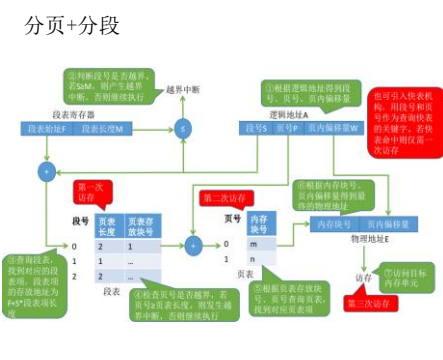 分页+分段
②判断段号是否越界,
若S≥M,则产生越界
中断,否则继续执行
越界中断
①根据逻辑地址得到段
号、页号、页内偏移量
也可引入快表机
构,用段号和页
号作为查询快表
的关键字,若快
表命中则仅需一
次访存
段表寄存器
段表始址F 段表长度M
≤
逻辑地址A
段号S 页号P 页内偏移量W
+
第一次
访存
第二次访存
⑥根据内存块号、
页内偏移量得到最
终的物理地址
段号 页表长度 页表存放块号
0 2 1
1 1 ...
2 2 ...
段表
+
页号 内存块号
0 m
1 n
页表
内存块号 页内偏移量
物理地址E
③查询段表,
找到对应的段
表项,段表项
的存放地址为
F+S*段表项长
度
④检查页号是否越界,若
页号≥页表长度,则发生越
界中断,否则继续执行
⑤根据页表存放块
号、页号查询页表,
找到对应页表项
访存
⑦访问目标
内存单元
第三次访存